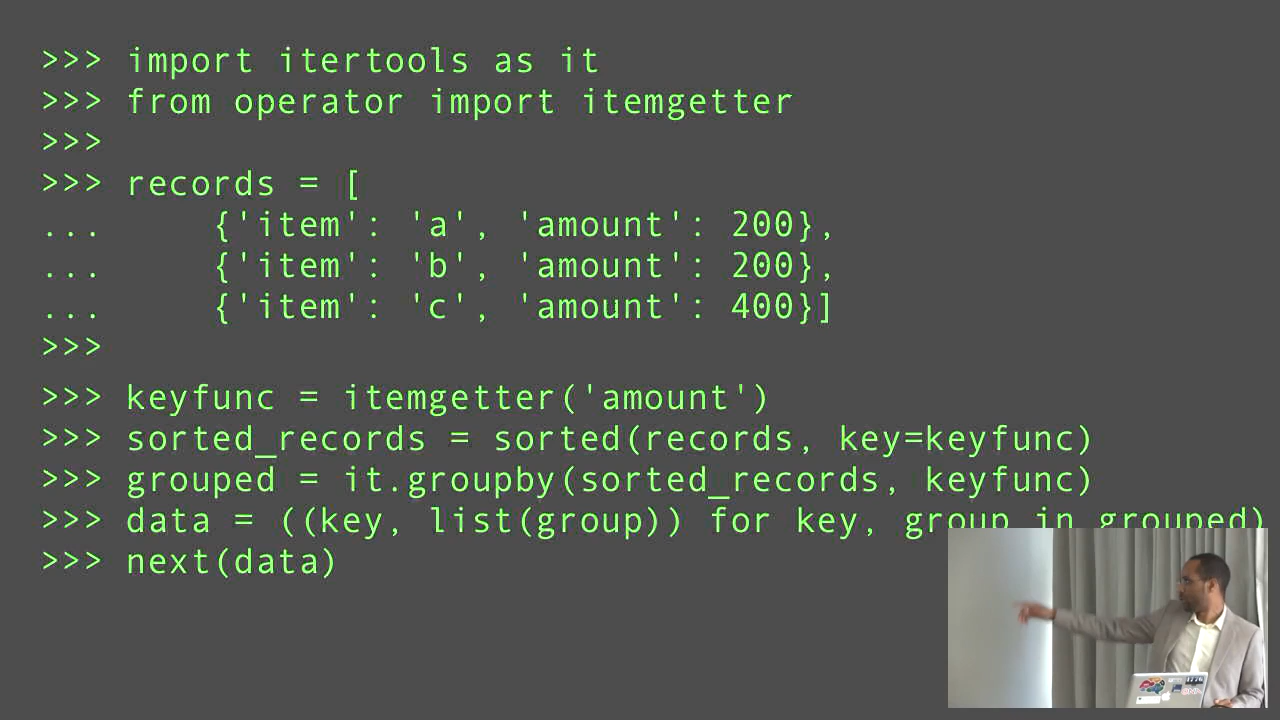 >>> import itertools as it
>>> from operator import itemgetter
>>>
>>> records = [
...     {'item': 'a', 'amount': 200},
...     {'item': 'b', 'amount': 200},
...     {'item': 'c', 'amount': 400}]
>>>
>>> keyfunc = itemgetter('amount')
>>> sorted_records = sorted(records, key=keyfunc)
>>> grouped = it.groupby(sorted_records, keyfunc)
>>> data = ((key, list(group)) for key, group in grouped)
>>> next(data)
1776